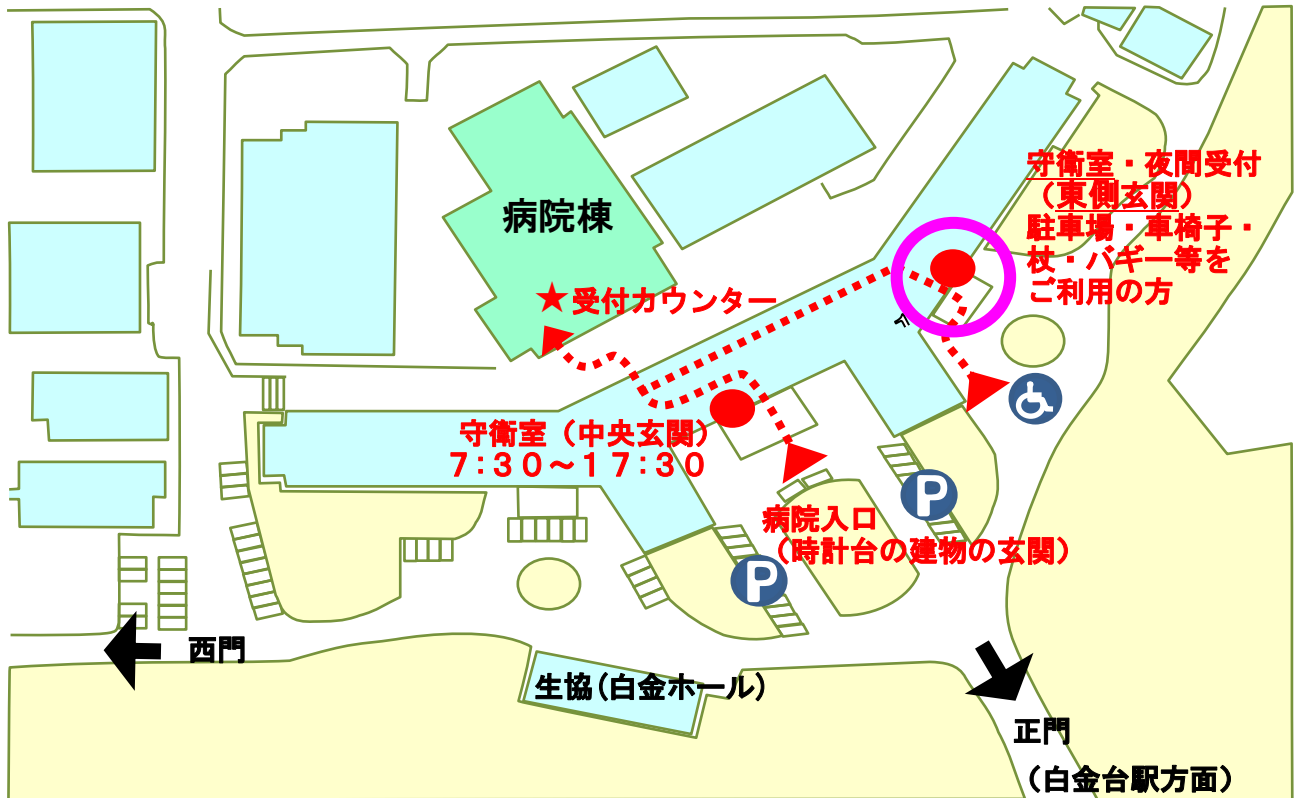 守衛室・夜間受付
（東側玄関）
駐車場・車椅子・
杖・バギー等を
ご利用の方
病院棟
★受付カウンター
守衛室（中央玄関）
７：３０～１７：３０
P
病院入口
（時計台の建物の玄関）
P
西門
生協（白金ホール）
正門
（白金台駅方面）